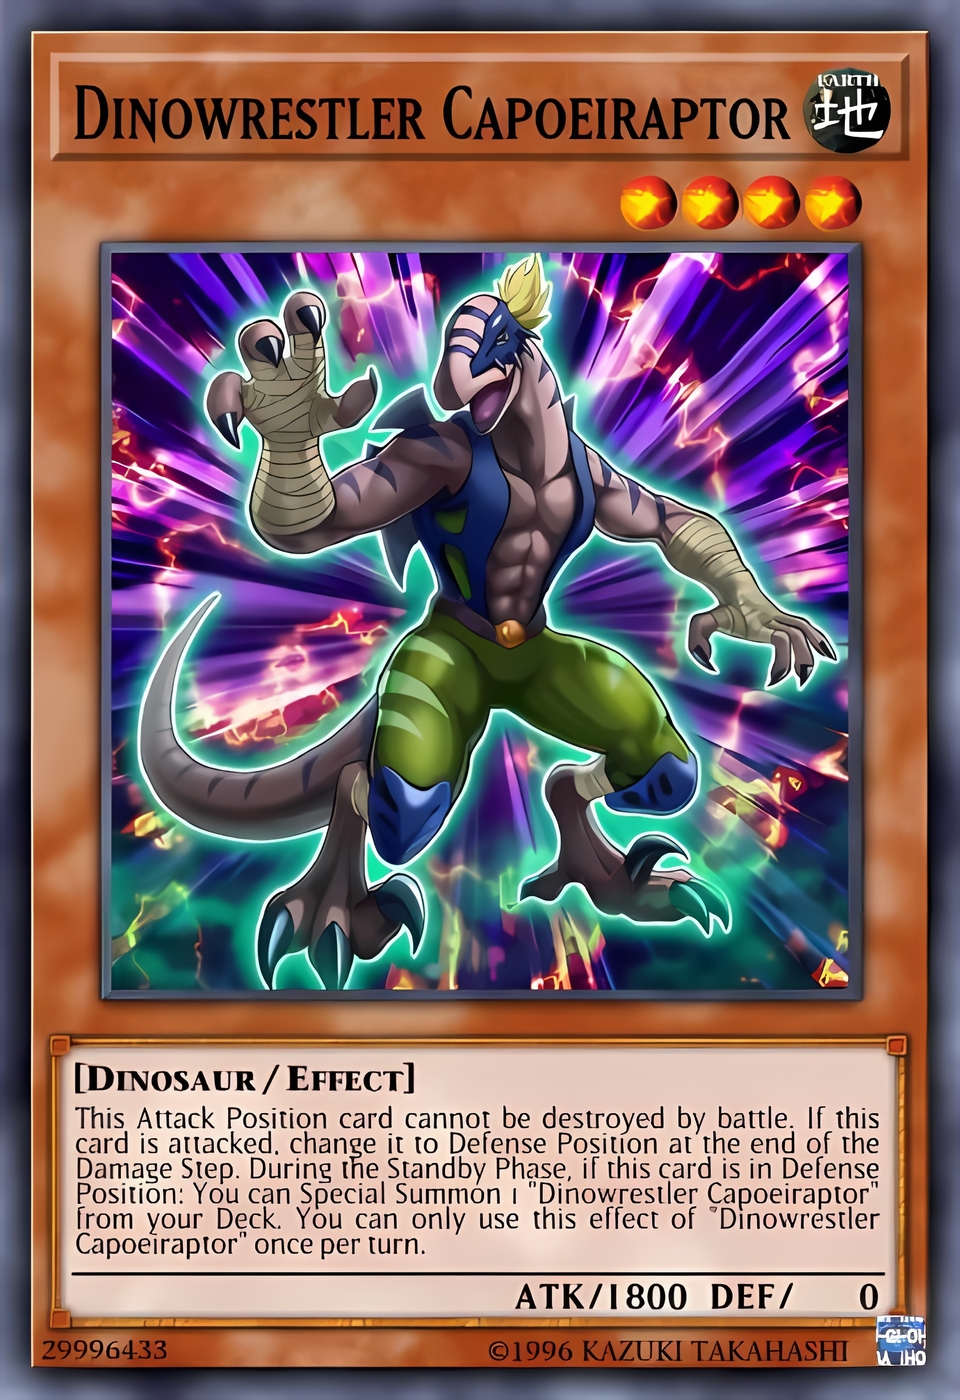 DINOWRESTLER CAPOEIRAPTOR
EARTH
地
[DINOSAUR / EFFECT]
This Attack Position card cannot be destroyed by battle. If this
card is attacked, change it to Defense Position at the end of the
Damage Step. During the Standby Phase, if this card is in Defense
Position: You can Special Summon 1 "Dinowrestler Capoeiraptor"
from your Deck. You can only use this effect of "Dinowrestler
Capoeiraptor" once per turn.
ATK/1800 DEF/ 0
29996433
©1996 KAZUKI TAKAHASHI